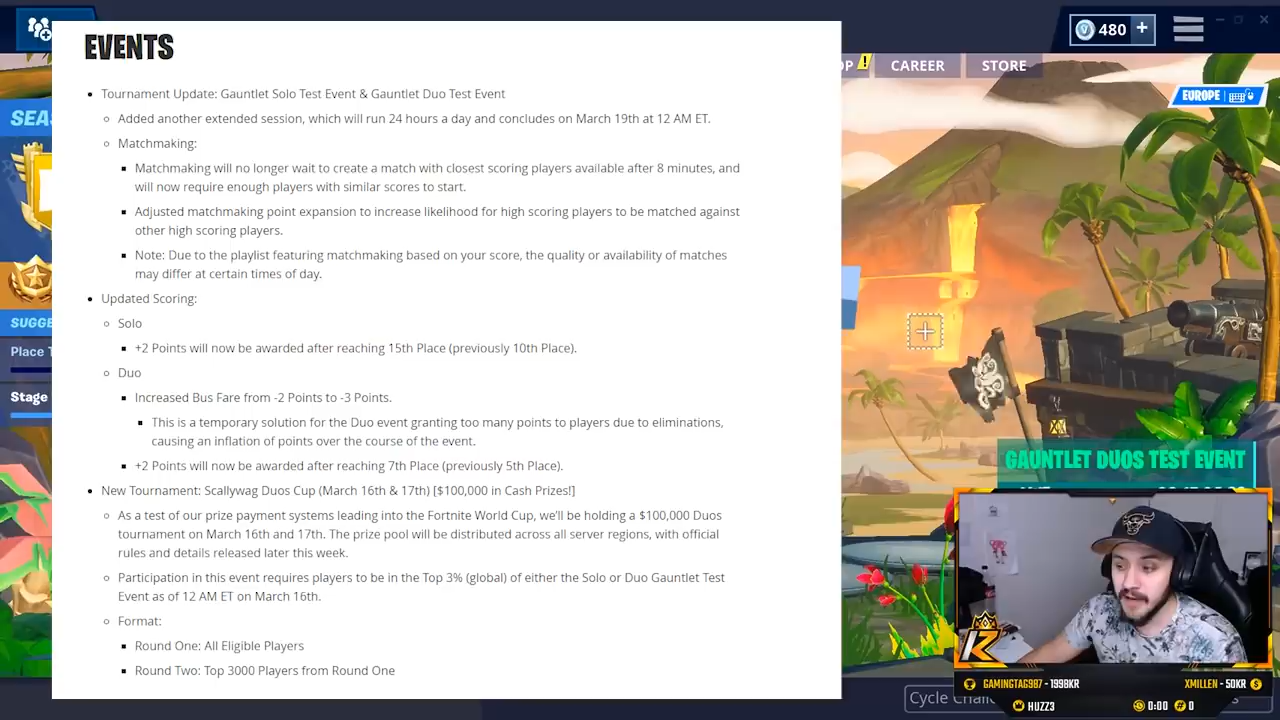 EVENTS
Tournament Update: Gauntlet Solo Test Event & Gauntlet Duo Test Event
Added another extended session, which will run 24 hours a day and concludes on March 19th at 12 AM ET.
Matchmaking:
Matchmaking will no longer wait to create a match with closest scoring players available after 8 minutes, and
will now require enough players with similar scores to start.
Adjusted matchmaking point expansion to increase likelihood for high scoring players to be matched against
other high scoring players.
Note: Due to the playlist featuring matchmaking based on your score, the quality or availability of matches
may differ at certain times of day.
Updated Scoring:
Solo
+2 Points will now be awarded after reaching 15th Place (previously 10th Place).
Duo
Increased Bus Fare from -2 Points to -3 Points.
This is a temporary solution for the Duo event granting too many points to players due to eliminations,
causing an inflation of points over the course of the event.
+2 Points will now be awarded after reaching 7th Place (previously 5th Place).
New Tournament: Scallywag Duos Cup (March 16th & 17th) [$100,000 in Cash Prizes!]
As a test of our prize payment systems leading into the Fortnite World Cup, we'll be holding a $100,000 Duos
tournament on March 16th and 17th. The prize pool will be distributed across all server regions, with official
rules and details released later this week.
Participation in this event requires players to be in the Top 3% (global) of either the Solo or Duo Gauntlet Test
Event as of 12 AM ET on March 16th.
Format:
Round One: All Eligible Players
Round Two: Top 3000 Players from Round One
480 +
OP ! CAREER STORE
EUROPE
SEAS
SUGGE
Place T
Stage
GAUNTLET DUOS TEST EVENT
GAMINGTAG987 - 1998KR XMILLEN - 50KR
HUZZ3 0:00 # 0
Cycle Chall